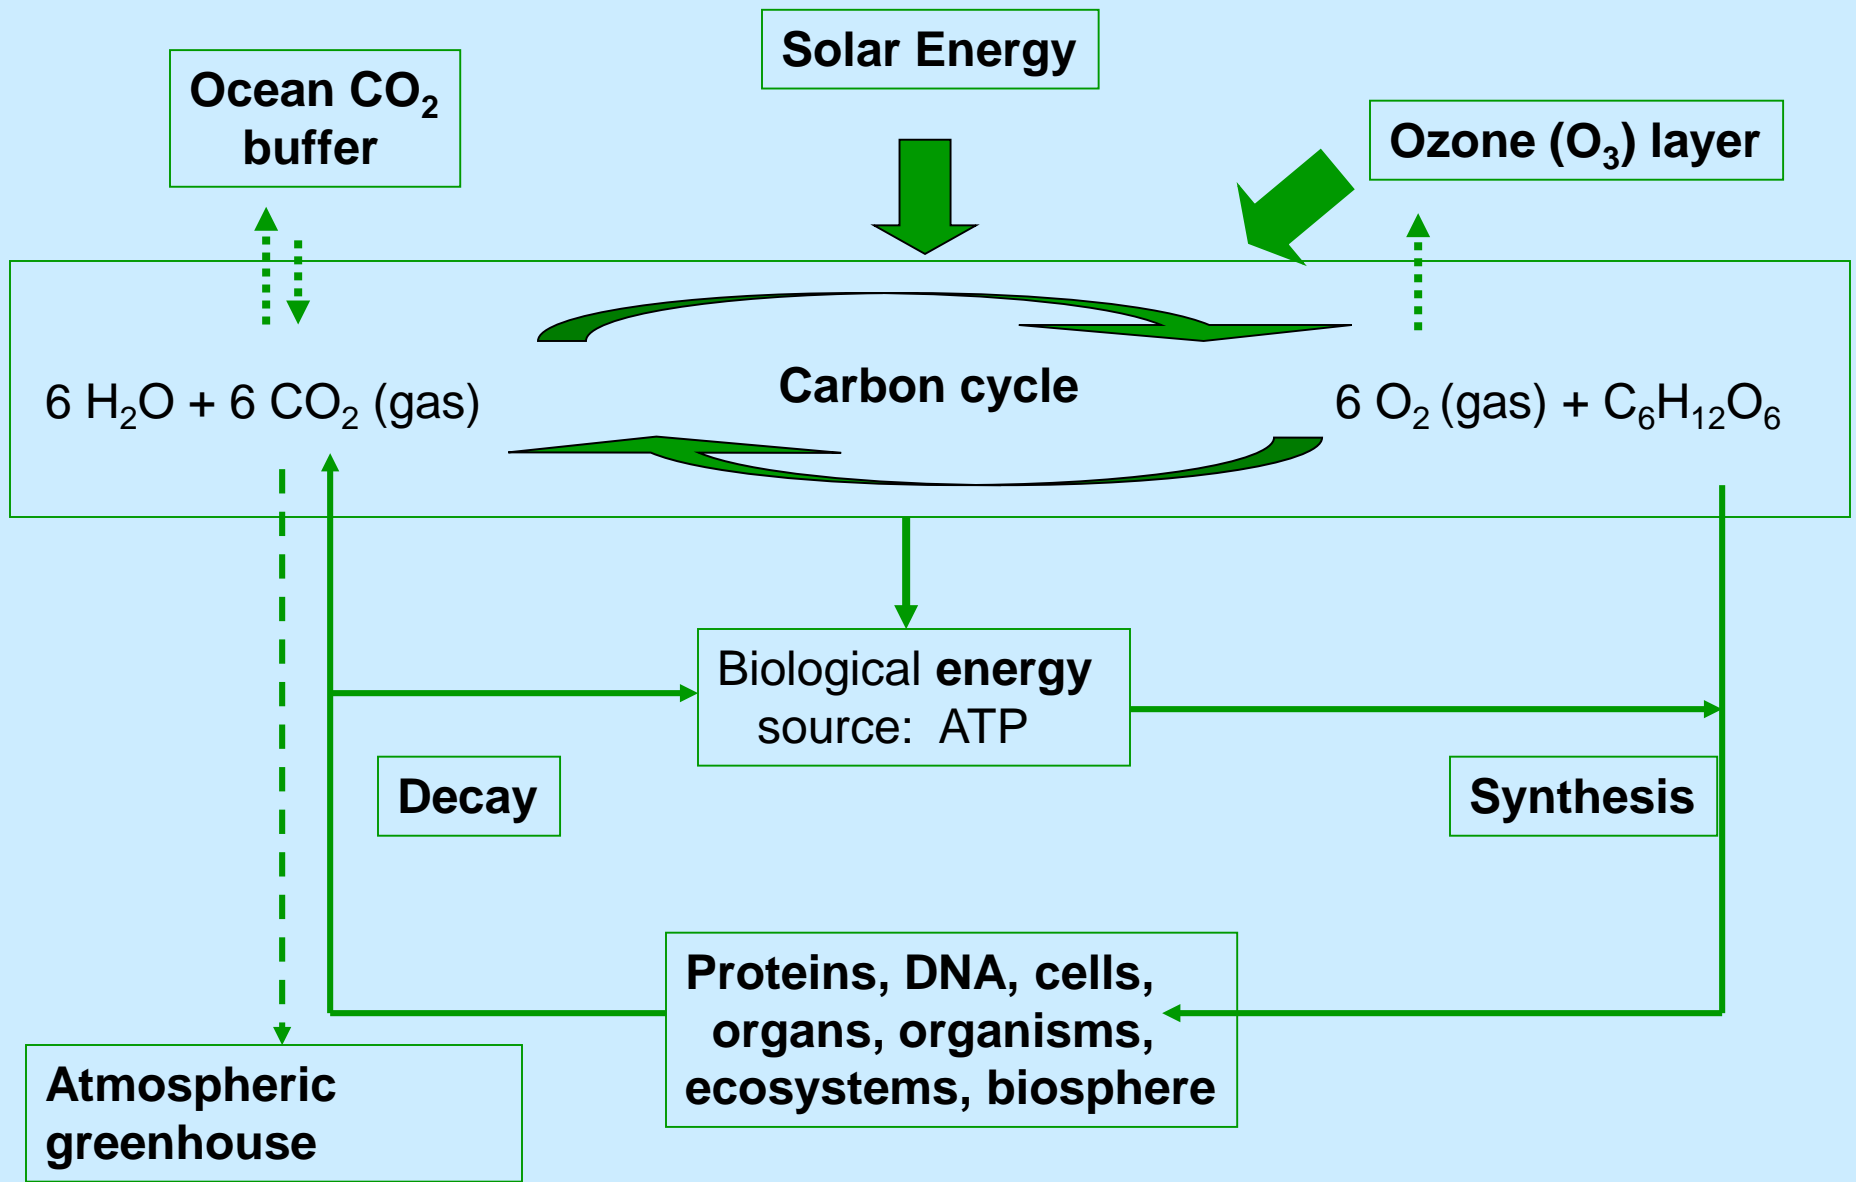 Solar Energy
Ocean CO₂
buffer
Ozone (O₃) layer
Carbon cycle
6 H₂O + 6 CO₂ (gas)
6 O₂ (gas) + C₆H₁₂O₆
Biological energy
source: ATP
Decay
Synthesis
Proteins, DNA, cells,
organs, organisms,
ecosystems, biosphere
Atmospheric
greenhouse